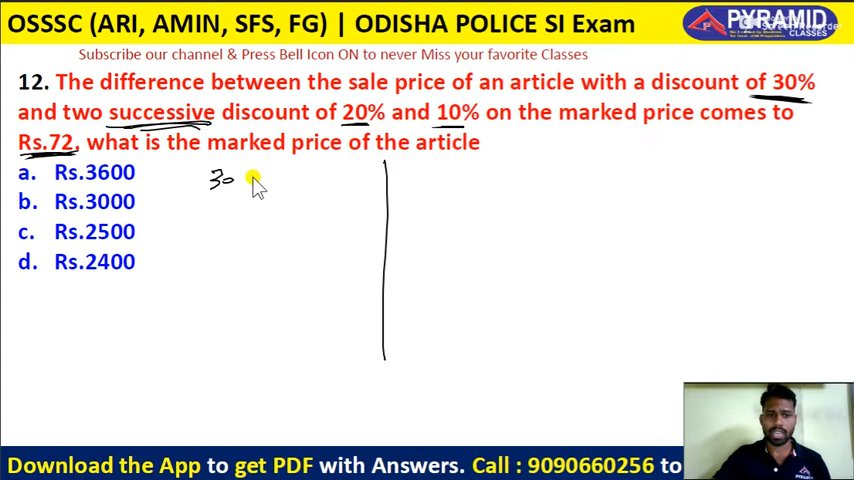 OSSSC (ARI, AMIN, SFS, FG) | ODISHA POLICE SI Exam
PYRAMID
CLASSES
Subscribe our channel & Press Bell Icon ON to never Miss your favorite Classes
12. The difference between the sale price of an article with a discount of 30%
and two successive discount of 20% and 10% on the marked price comes to
Rs.72, what is the marked price of the article
a. Rs.3600
b. Rs.3000
c. Rs.2500
d. Rs.2400
30
Download the App to get PDF with Answers. Call : 9090660256 to
PYRAMID